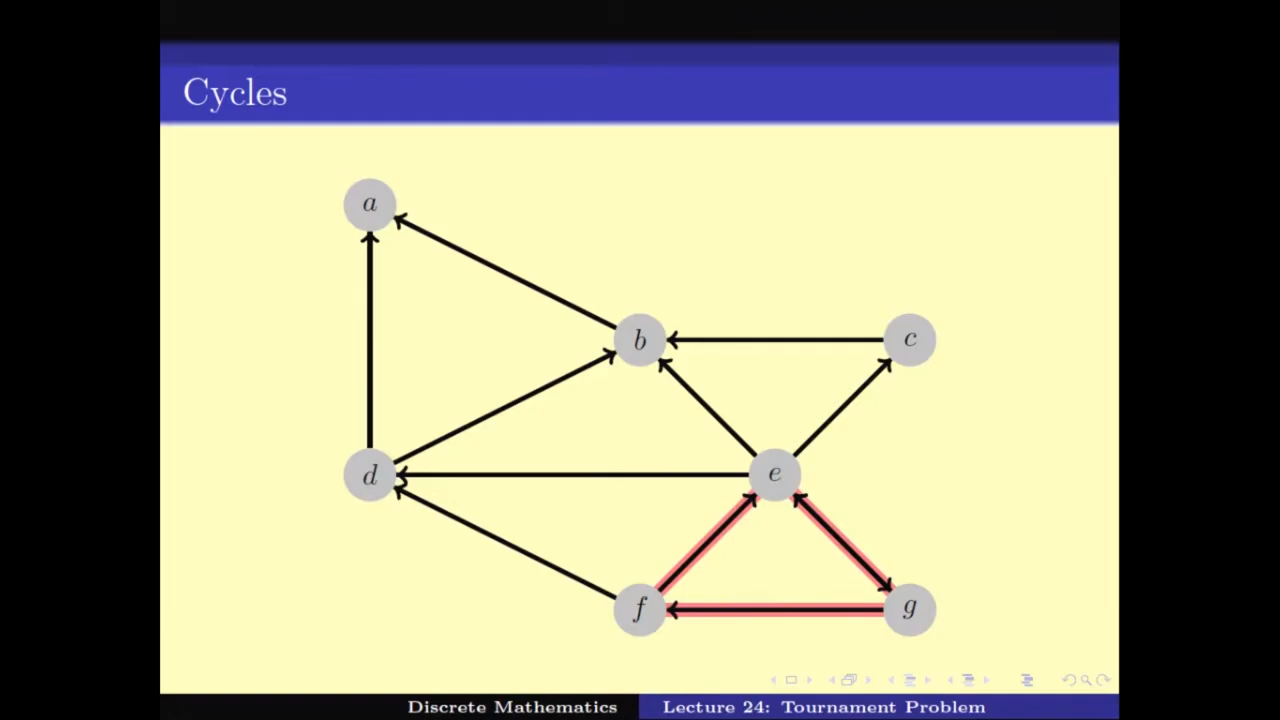 Cycles
a
b
c
d
e
f
g
Discrete Mathematics
Lecture 24: Tournament Problem